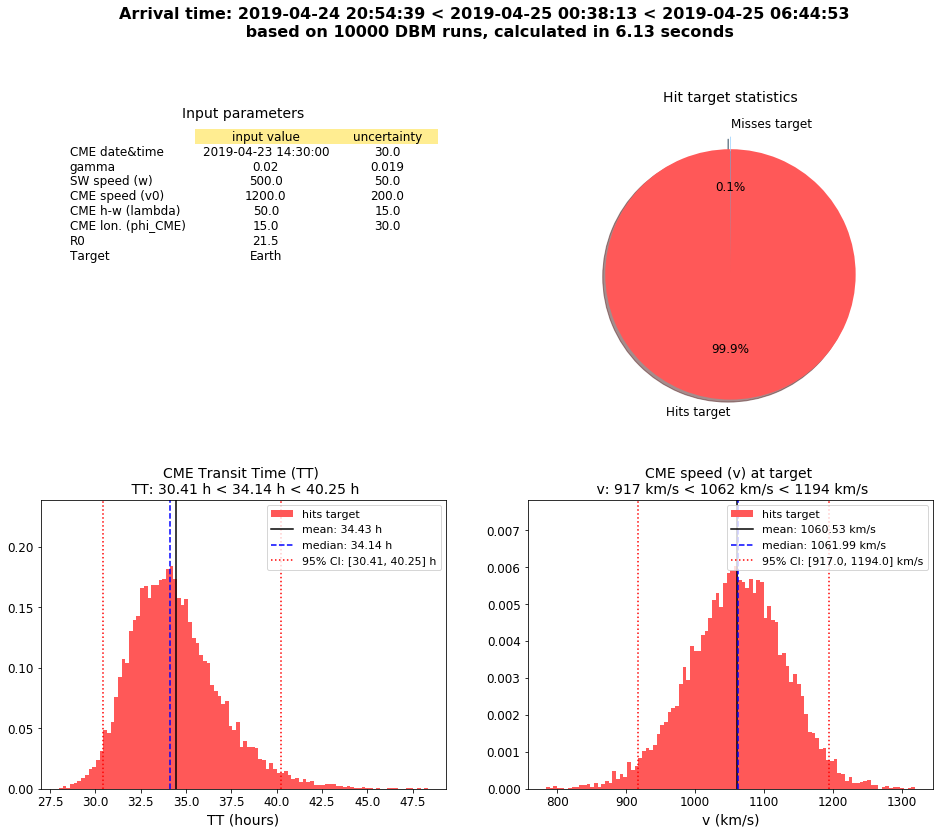 Arrival time: 2019-04-24 20:54:39 < 2019-04-25 00:38:13 < 2019-04-25 06:44:53
based on 10000 DBM runs, calculated in 6.13 seconds
Input parameters
input value uncertainty
CME date&time 2019-04-23 14:30:00 30.0
gamma 0.02 0.019
SW speed (w) 500.0 50.0
CME speed (v0) 1200.0 200.0
CME h-w (lambda) 50.0 15.0
CME lon. (phi_CME) 15.0 30.0
R0 21.5
Target Earth
Hit target statistics
Misses target
0.1%
99.9%
Hits target
CME Transit Time (TT)
TT: 30.41 h < 34.14 h < 40.25 h
hits target
mean: 34.43 h
median: 34.14 h
95% CI: [30.41, 40.25] h
0.20
0.15
0.10
0.05
0.00
27.5 30.0 32.5 35.0 37.5 40.0 42.5 45.0 47.5
TT (hours)
CME speed (v) at target
v: 917 km/s < 1062 km/s < 1194 km/s
hits target
mean: 1060.53 km/s
median: 1061.99 km/s
95% CI: [917.0, 1194.0] km/s
0.007
0.006
0.005
0.004
0.003
0.002
0.001
0.000
800 900 1000 1100 1200 1300
v (km/s)